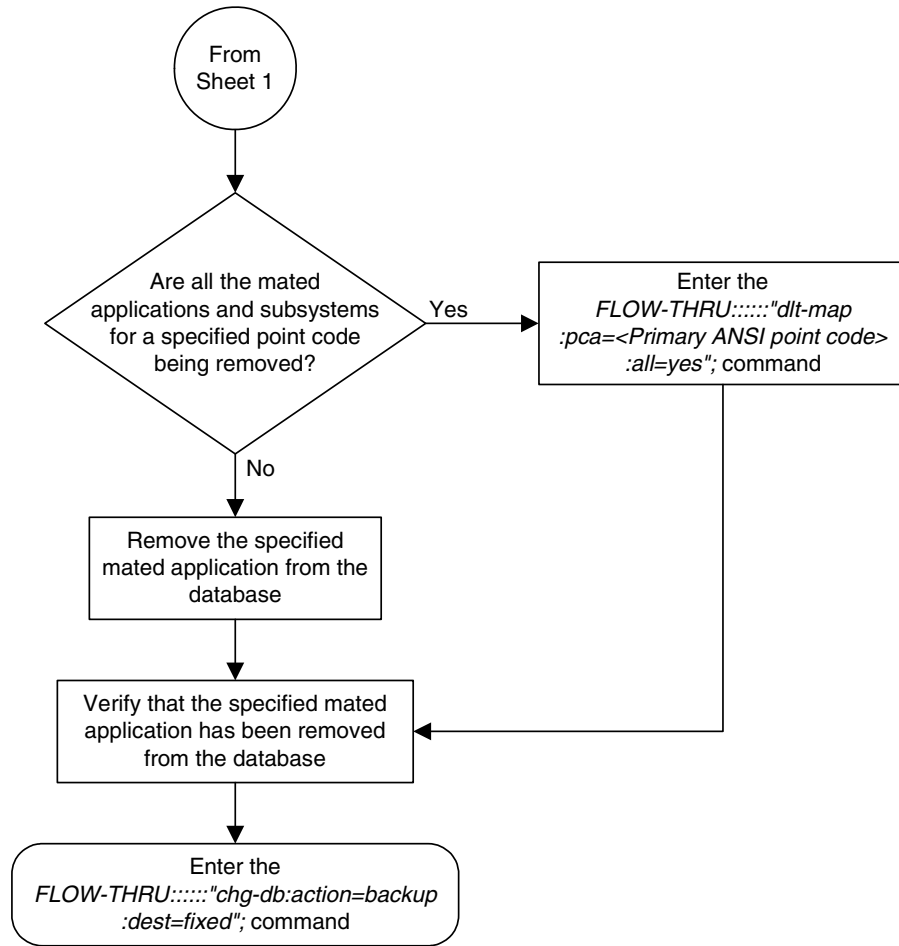 From
Sheet 1
Are all the mated
applications and subsystems
for a specified point code
being removed?
Yes
Enter the
FLOW-THRU::::::"dlt-map
:pca=<Primary ANSI point code>
:all=yes"; command
No
Remove the specified
mated application from the
database
Verify that the specified mated
application has been removed
from the database
Enter the
FLOW-THRU::::::"chg-db:action=backup
:dest=fixed"; command